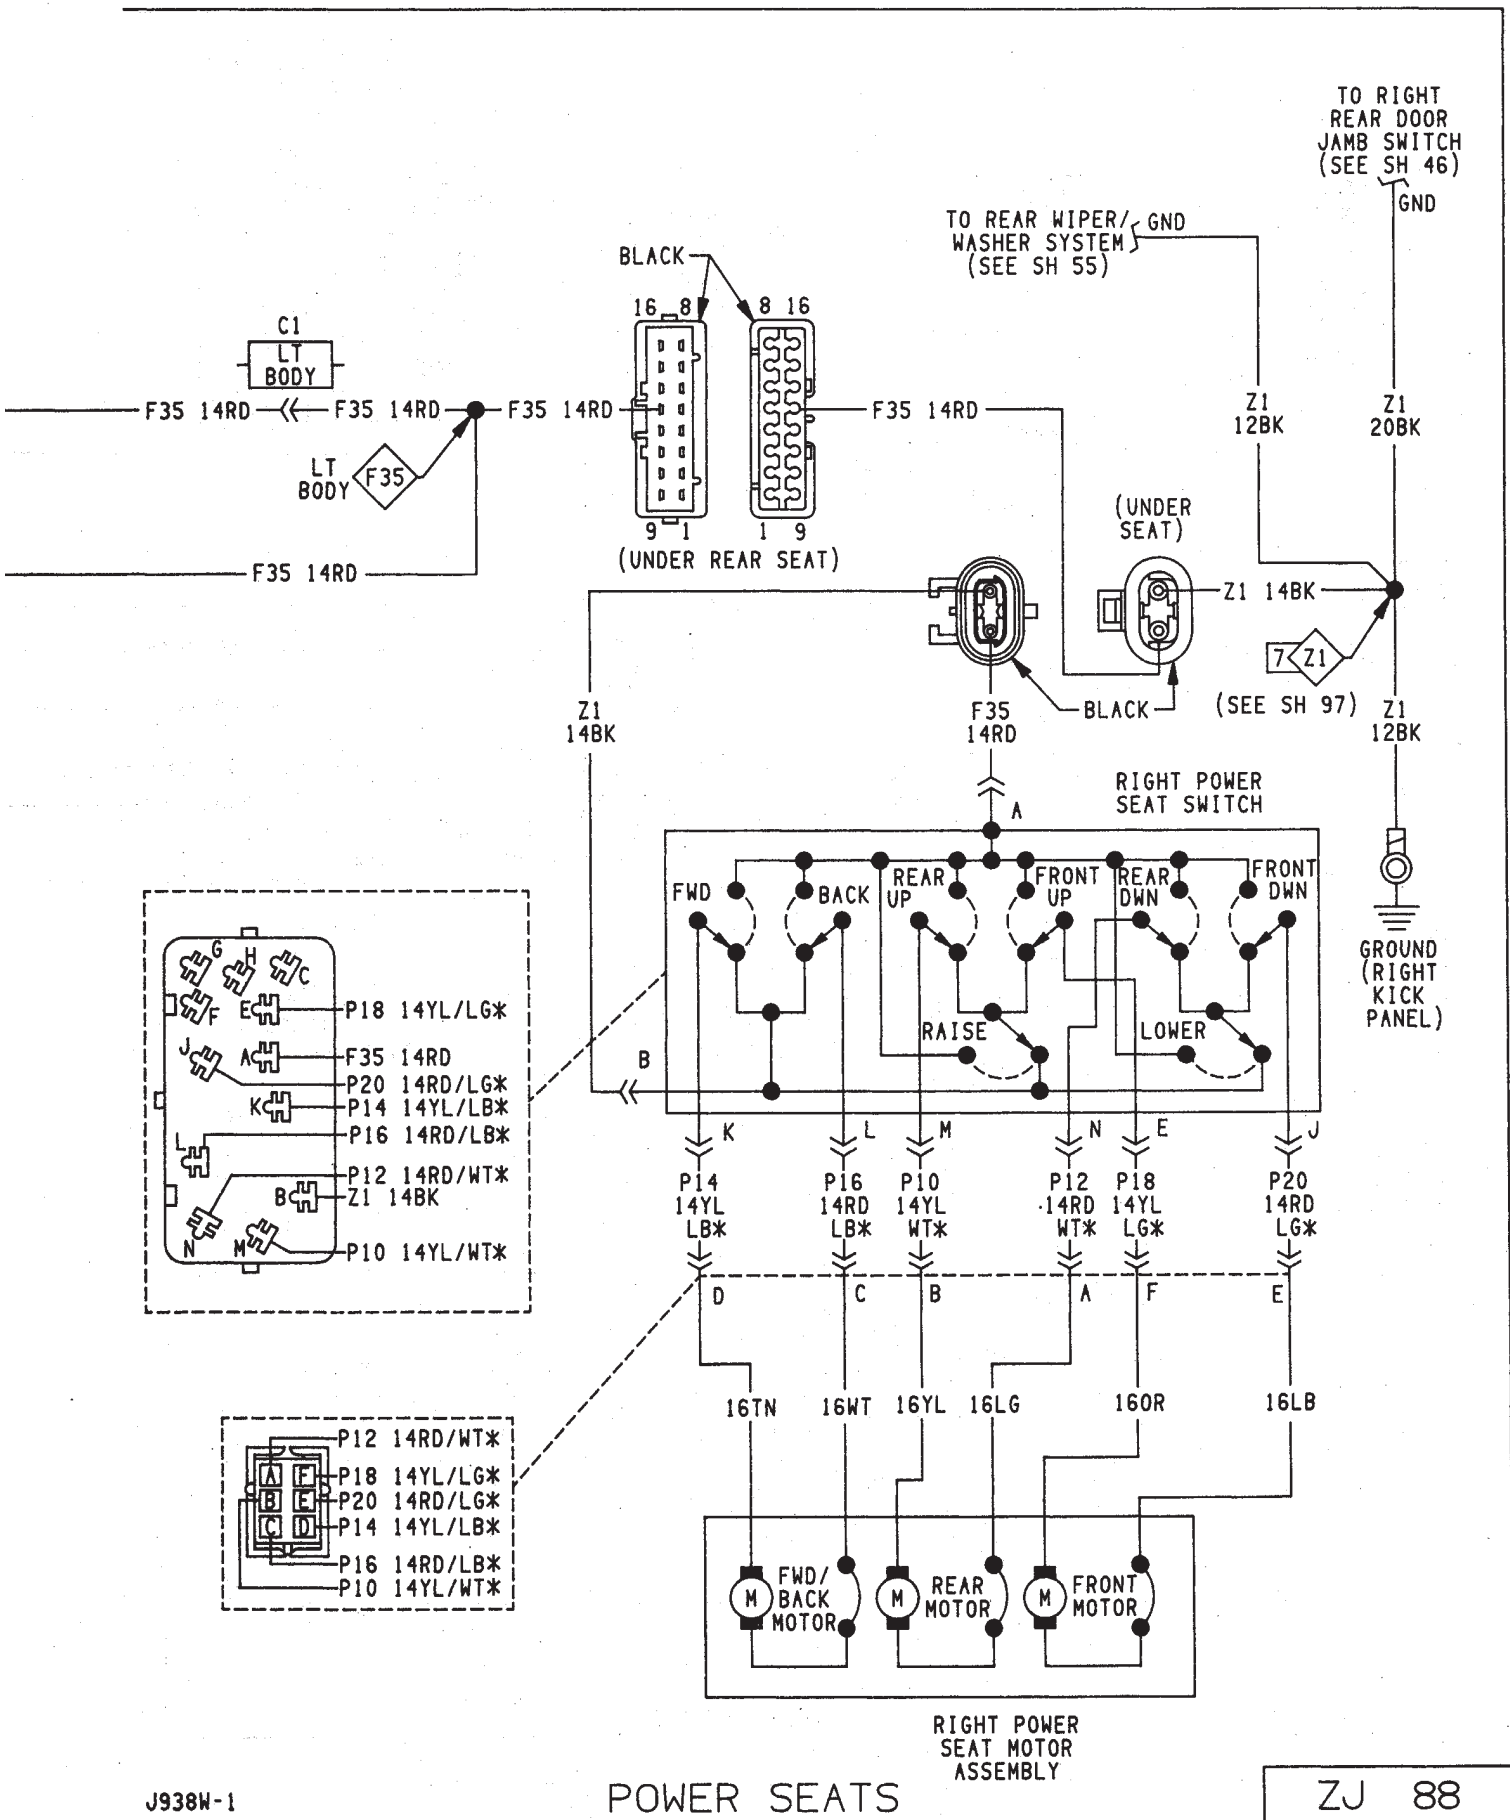 TO RIGHT
REAR DOOR
JAMB SWITCH
(SEE SH 46)
GND
TO REAR WIPER/
WASHER SYSTEM
(SEE SH 55)
GND
BLACK
16 8
8 16
C1
LT
BODY
F35 14RD
F35 14RD
F35 14RD
F35 14RD
Z1
12BK
Z1
20BK
LT
BODY
F35
9 1
1 9
(UNDER REAR SEAT)
(UNDER
SEAT)
F35 14RD
Z1 14BK
7
Z1
(SEE SH 97)
Z1
14BK
F35
14RD
BLACK
Z1
12BK
RIGHT POWER
SEAT SWITCH
A
FWD
BACK
REAR
UP
FRONT
UP
REAR
DWN
FRONT
DWN
RAISE
LOWER
B
GROUND
(RIGHT
KICK
PANEL)
G
H
C
F
E
P18 14YL/LG*
J
A
F35 14RD
P20 14RD/LG*
K
P14 14YL/LB*
L
P16 14RD/LB*
P12 14RD/WT*
B
Z1 14BK
N
M
P10 14YL/WT*
K
L
M
N
E
J
P14
14YL
LB*
P16
14RD
LB*
P10
14YL
WT*
P12
14RD
WT*
P18
14YL
LG*
P20
14RD
LG*
D
C
B
A
F
E
16TN
16WT
16YL
16LG
16OR
16LB
P12 14RD/WT*
A
F
P18 14YL/LG*
B
E
P20 14RD/LG*
C
D
P14 14YL/LB*
P16 14RD/LB*
P10 14YL/WT*
M
FWD/
BACK
MOTOR
M
REAR
MOTOR
M
FRONT
MOTOR
RIGHT POWER
SEAT MOTOR
ASSEMBLY
J938W-1
POWER SEATS
ZJ 88